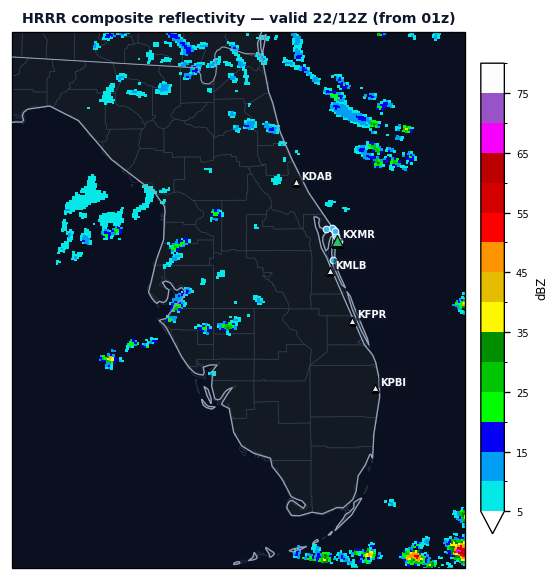 HRRR composite reflectivity — valid 22/12Z (from 01z)
KDAB
KXMR
KMLB
KFPR
KPBI
75
65
55
45
35
25
15
5
dBZ